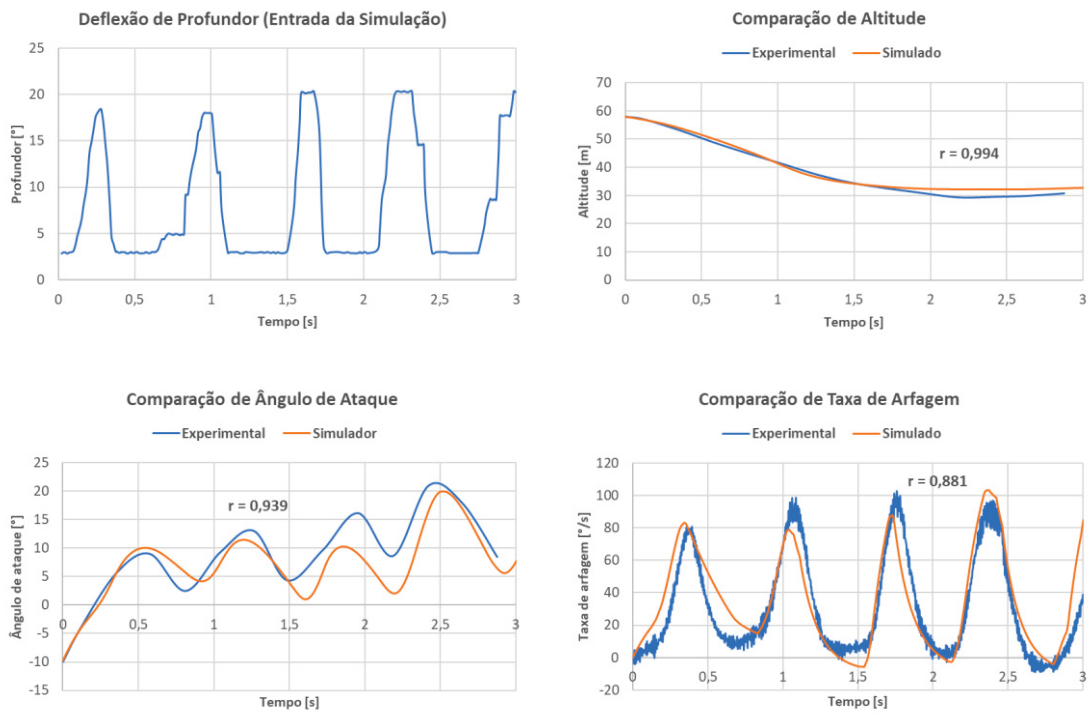 Deflexão de Profundor (Entrada da Simulação)
Profundor [°]
25
20
15
10
5
0
0 0,5 1 1,5 2 2,5 3
Tempo [s]
Comparação de Altitude
Experimental Simulado
Altitude [m]
70
60
50
40
30
20
10
0
r = 0,994
0 0,5 1 1,5 2 2,5 3
Tempo [s]
Comparação de Ângulo de Ataque
Experimental Simulador
Ângulo de ataque [°]
25
20
15
10
5
0
-5
-10
-15
r = 0,939
0 0,5 1 1,5 2 2,5 3
Tempo [s]
Comparação de Taxa de Arfagem
Experimental Simulado
Taxa de arfagem [°/s]
120
100
80
60
40
20
0
-20
r = 0,881
0 0,5 1 1,5 2 2,5 3
Tempo [s]